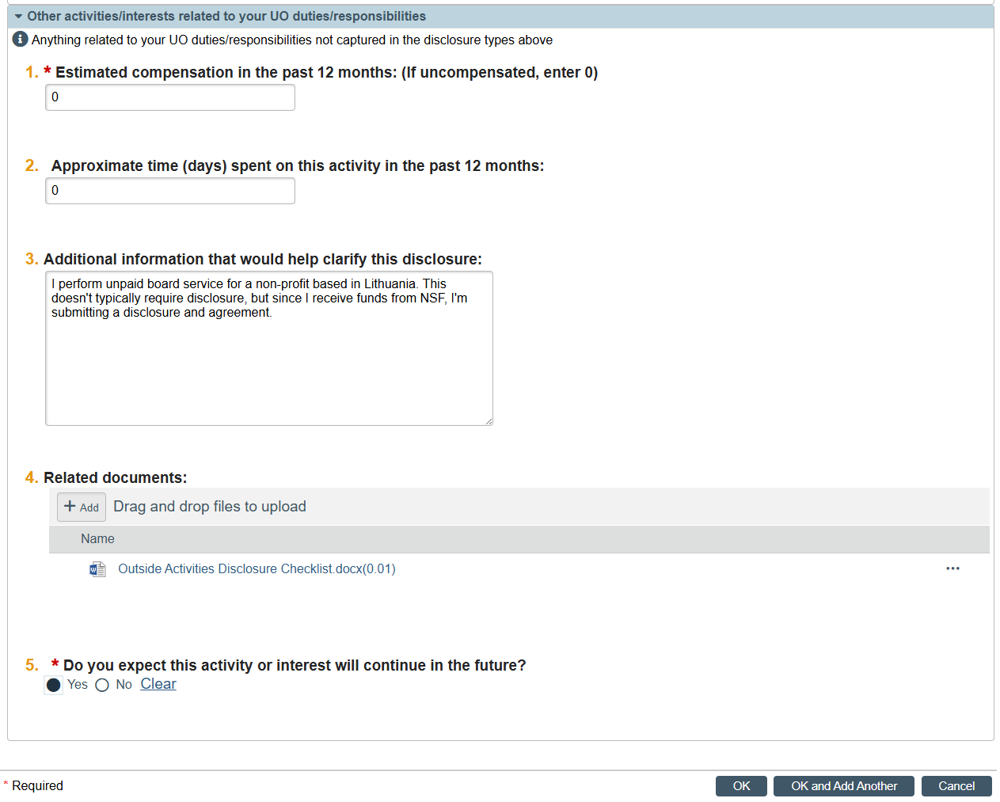 Other activities/interests related to your UO duties/responsibilities
Anything related to your UO duties/responsibilities not captured in the disclosure types above
1. * Estimated compensation in the past 12 months: (If uncompensated, enter 0)
0
2. Approximate time (days) spent on this activity in the past 12 months:
0
3. Additional information that would help clarify this disclosure:
I perform unpaid board service for a non-profit based in Lithuania. This
doesn't typically require disclosure, but since I receive funds from NSF, I'm
submitting a disclosure and agreement.
4. Related documents:
+ Add Drag and drop files to upload
Name
Outside Activities Disclosure Checklist.docx(0.01) ...
5. * Do you expect this activity or interest will continue in the future?
Yes No Clear
* Required OK OK and Add Another Cancel